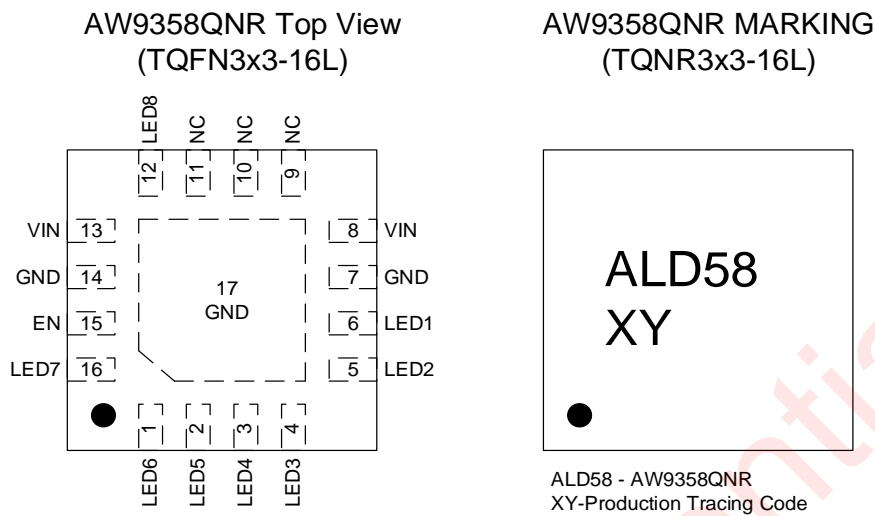 AW9358QNR Top View
(TQFN3x3-16L)
AW9358QNR MARKING
(TQNR3x3-16L)
LED8
NC
NC
NC
12
11
10
9
VIN 13
8 VIN
GND 14
7 GND
17
GND
EN 15
6 LED1
LED7 16
5 LED2
1
2
3
4
LED6
LED5
LED4
LED3
ALD58
XY
ALD58 - AW9358QNR
XY-Production Tracing Code